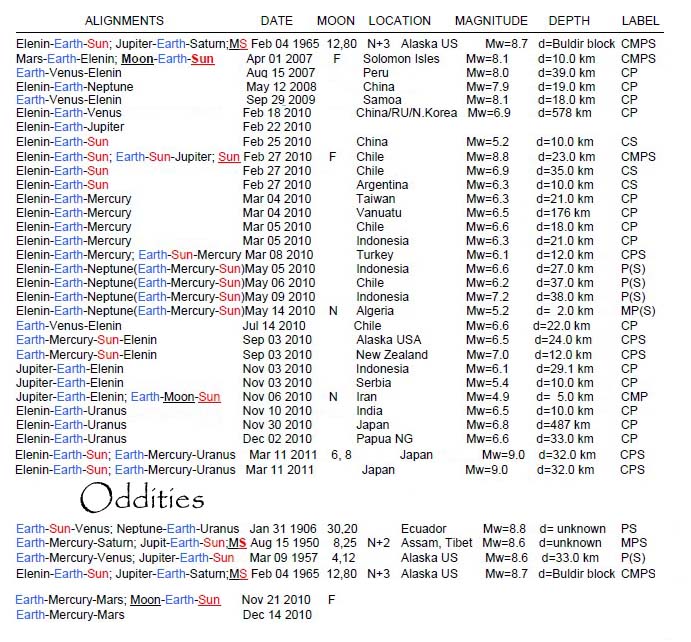 ALIGNMENTS DATE MOON LOCATION MAGNITUDE DEPTH LABEL
Elenin-Earth-Sun; Jupiter-Earth-Saturn;MS Feb 04 1965 12,80 N+3 Alaska US Mw=8.7 d=Buldir block CMPS
Mars-Earth-Elenin; Moon-Earth-Sun Apr 01 2007 F Solomon Isles Mw=8.1 d=10.0 km CMPS
Earth-Venus-Elenin Aug 15 2007 Peru Mw=8.0 d=39.0 km CP
Elenin-Earth-Neptune May 12 2008 China Mw=7.9 d=19.0 km CP
Earth-Venus-Elenin Sep 29 2009 Samoa Mw=8.1 d=18.0 km CP
Elenin-Earth-Venus Feb 18 2010 China/RU/N.Korea Mw=6.9 d=578 km CP
Elenin-Earth-Jupiter Feb 22 2010
Elenin-Earth-Sun Feb 25 2010 China Mw=5.2 d=10.0 km CS
Elenin-Earth-Sun; Earth-Sun-Jupiter; Sun Feb 27 2010 F Chile Mw=8.8 d=23.0 km CMPS
Elenin-Earth-Sun Feb 27 2010 Chile Mw=6.9 d=35.0 km CS
Elenin-Earth-Sun Feb 27 2010 Argentina Mw=6.3 d=10.0 km CS
Elenin-Earth-Mercury Mar 04 2010 Taiwan Mw=6.3 d=21.0 km CP
Elenin-Earth-Mercury Mar 04 2010 Vanuatu Mw=6.5 d=176 km CP
Elenin-Earth-Mercury Mar 05 2010 Chile Mw=6.6 d=18.0 km CP
Elenin-Earth-Mercury Mar 05 2010 Indonesia Mw=6.3 d=21.0 km CP
Elenin-Earth-Mercury; Earth-Sun-Mercury Mar 08 2010 Turkey Mw=6.1 d=12.0 km CPS
Elenin-Earth-Neptune(Earth-Mercury-Sun)May 05 2010 Indonesia Mw=6.6 d=27.0 km P(S)
Elenin-Earth-Neptune(Earth-Mercury-Sun)May 06 2010 Chile Mw=6.2 d=37.0 km P(S)
Elenin-Earth-Neptune(Earth-Mercury-Sun)May 09 2010 Indonesia Mw=7.2 d=38.0 km P(S)
Elenin-Earth-Neptune(Earth-Mercury-Sun)May 14 2010 N Algeria Mw=5.2 d= 2.0 km MP(S)
Earth-Venus-Elenin Jul 14 2010 Chile Mw=6.6 d=22.0 km CP
Earth-Mercury-Sun-Elenin Sep 03 2010 Alaska USA Mw=6.5 d=24.0 km CPS
Earth-Mercury-Sun-Elenin Sep 03 2010 New Zealand Mw=7.0 d=12.0 km CPS
Jupiter-Earth-Elenin Nov 03 2010 Indonesia Mw=6.1 d=29.1 km CP
Jupiter-Earth-Elenin Nov 03 2010 Serbia Mw=5.4 d=10.0 km CP
Jupiter-Earth-Elenin; Earth-Moon-Sun Nov 06 2010 N Iran Mw=4.9 d= 5.0 km CMP
Elenin-Earth-Uranus Nov 10 2010 India Mw=6.5 d=10.0 km CP
Elenin-Earth-Uranus Nov 30 2010 Japan Mw=6.8 d=487 km CP
Elenin-Earth-Uranus Dec 02 2010 Papua NG Mw=6.6 d=33.0 km CP
Elenin-Earth-Sun; Earth-Mercury-Uranus Mar 11 2011 6, 8 Japan Mw=9.0 d=32.0 km CPS
Elenin-Earth-Sun; Earth-Mercury-Uranus Mar 11 2011 Japan Mw=9.0 d=32.0 km CPS
Oddities
Earth-Sun-Venus; Neptune-Earth-Uranus Jan 31 1906 30,20 Ecuador Mw=8.8 d= unknown PS
Earth-Mercury-Saturn; Jupit-Earth-Sun;MS Aug 15 1950 8,25 N+2 Assam, Tibet Mw=8.6 d=unknown MPS
Earth-Mercury-Venus; Jupiter-Earth-Sun Mar 09 1957 4,12 Alaska US Mw=8.6 d=33.0 km P(S)
Elenin-Earth-Sun; Jupiter-Earth-Saturn;MS Feb 04 1965 12,80 N+3 Alaska US Mw=8.7 d=Buldir block CMPS
Earth-Mercury-Mars; Moon-Earth-Sun Nov 21 2010 F
Earth-Mercury-Mars Dec 14 2010